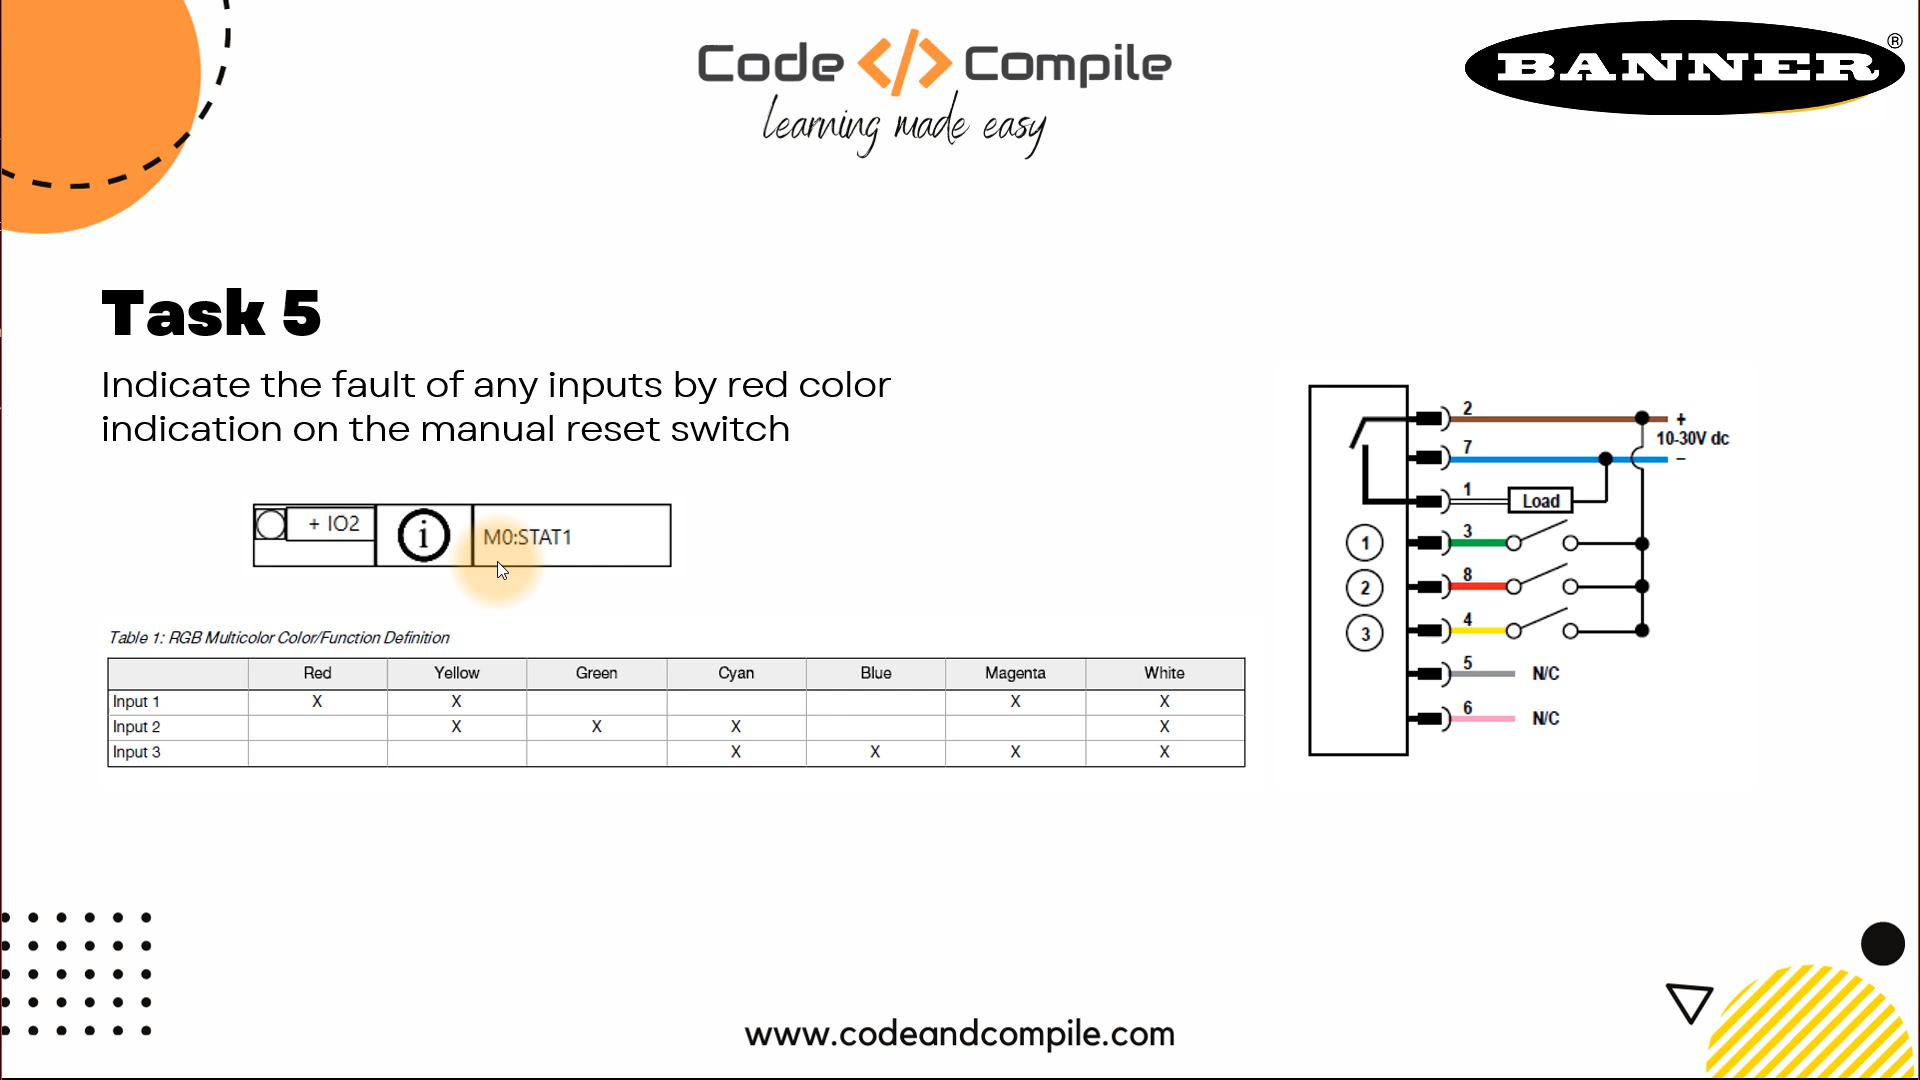 Code </> Compile
learning made easy
BANNER®
Task 5
Indicate the fault of any inputs by red color
indication on the manual reset switch
+ IO2 i M0:STAT1
Table 1: RGB Multicolor Color/Function Definition
Red Yellow Green Cyan Blue Magenta White
Input 1 X X X X
Input 2 X X X X
Input 3 X X X X
2 +
10-30V dc
7 –
1 Load
1 3
2 8
3 4
5 N/C
6 N/C
www.codeandcompile.com